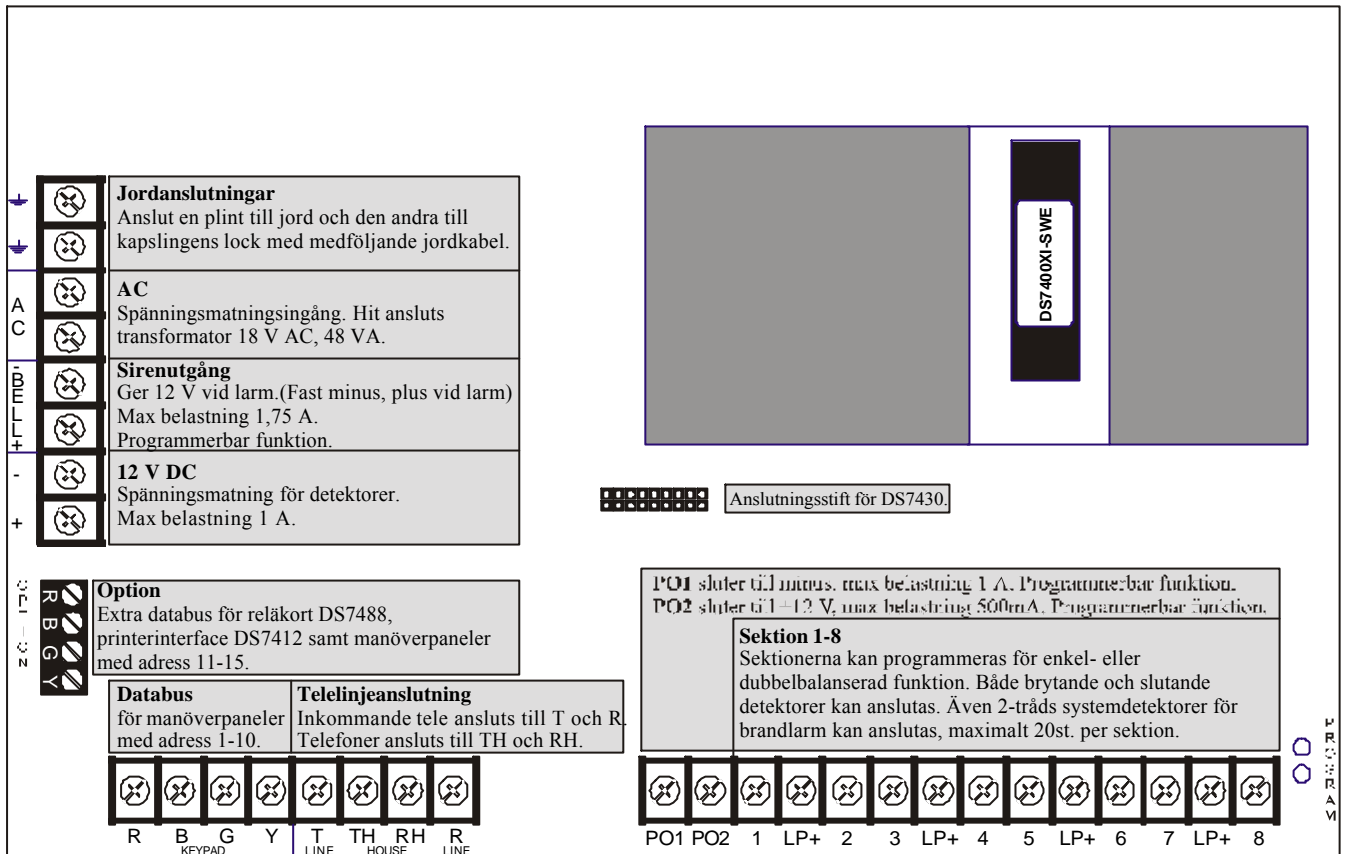 Jordanslutningar
Anslut en plint till jord och den andra till
kapslingens lock med medföljande jordkabel.
A
C
AC
Spänningsmatningsingång. Hit ansluts
transformator 18 V AC, 48 VA.
-BELL+
Sirenutgång
Ger 12 V vid larm.(Fast minus, plus vid larm)
Max belastning 1,75 A.
Programmerbar funktion.
-
+
12 V DC
Spänningsmatning för detektorer.
Max belastning 1 A.
DS7400XI-SWE
Anslutningsstift för DS7430.
OPTION
R B G Y
Option
Extra databus för reläkort DS7488,
printerinterface DS7412 samt manöverpaneler
med adress 11-15.
Databus
för manöverpaneler
med adress 1-10.
Telelinjeanslutning
Inkommande tele ansluts till T och R.
Telefoner ansluts till TH och RH.
R B G Y T TH RH R
KEYPAD LINE HOUSE LINE
PO1 sluter till minus, max belastning 1 A. Programmerbar funktion.
PO2 sluter till +12 V, max belastning 500mA. Programmerbar funktion.
Sektion 1-8
Sektionerna kan programmeras för enkel- eller
dubbelbalanserad funktion. Både brytande och slutande
detektorer kan anslutas. Även 2-tråds systemdetektorer för
brandlarm kan anslutas, maximalt 20st. per sektion.
PO1 PO2 1 LP+ 2 3 LP+ 4 5 LP+ 6 7 LP+ 8
PROGRAM